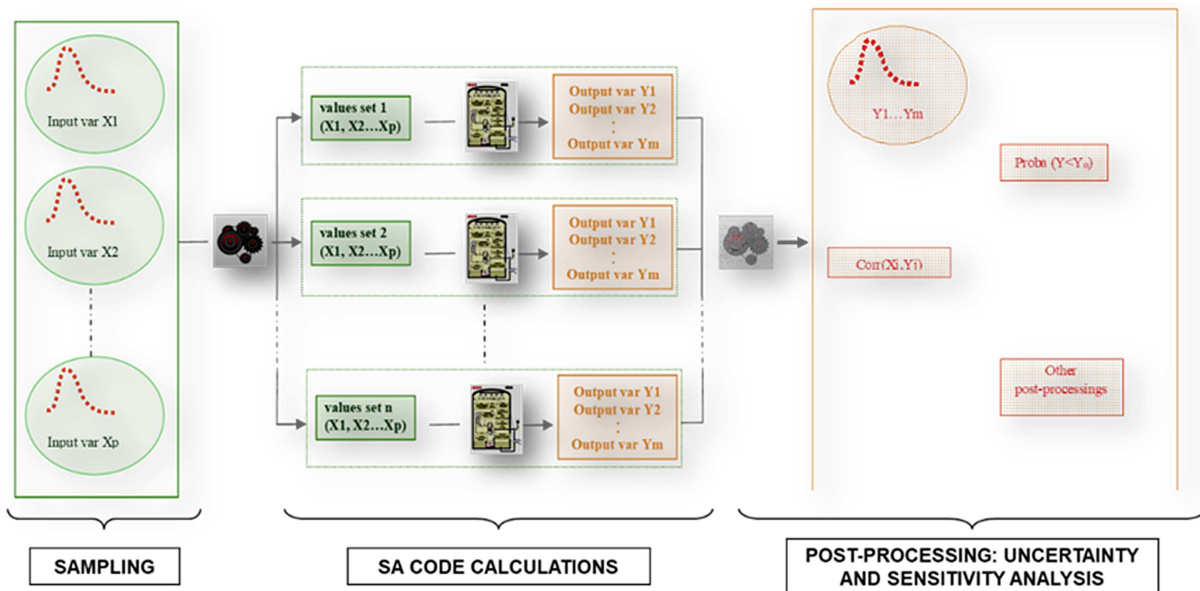 Input var X1
Input var X2
Input var Xp
values set 1
(X1, X2…Xp)
Output var Y1
Output var Y2
:
Output var Ym
values set 2
(X1, X2…Xp)
Output var Y1
Output var Y2
:
Output var Ym
values set n
(X1, X2…Xp)
Output var Y1
Output var Y2
:
Output var Ym
Y1…Ym
Proba (Y<Yₒ)
Corr(Xi,Yj)
Other
post-processings
SAMPLING
SA CODE CALCULATIONS
POST-PROCESSING: UNCERTAINTY
AND SENSITIVITY ANALYSIS